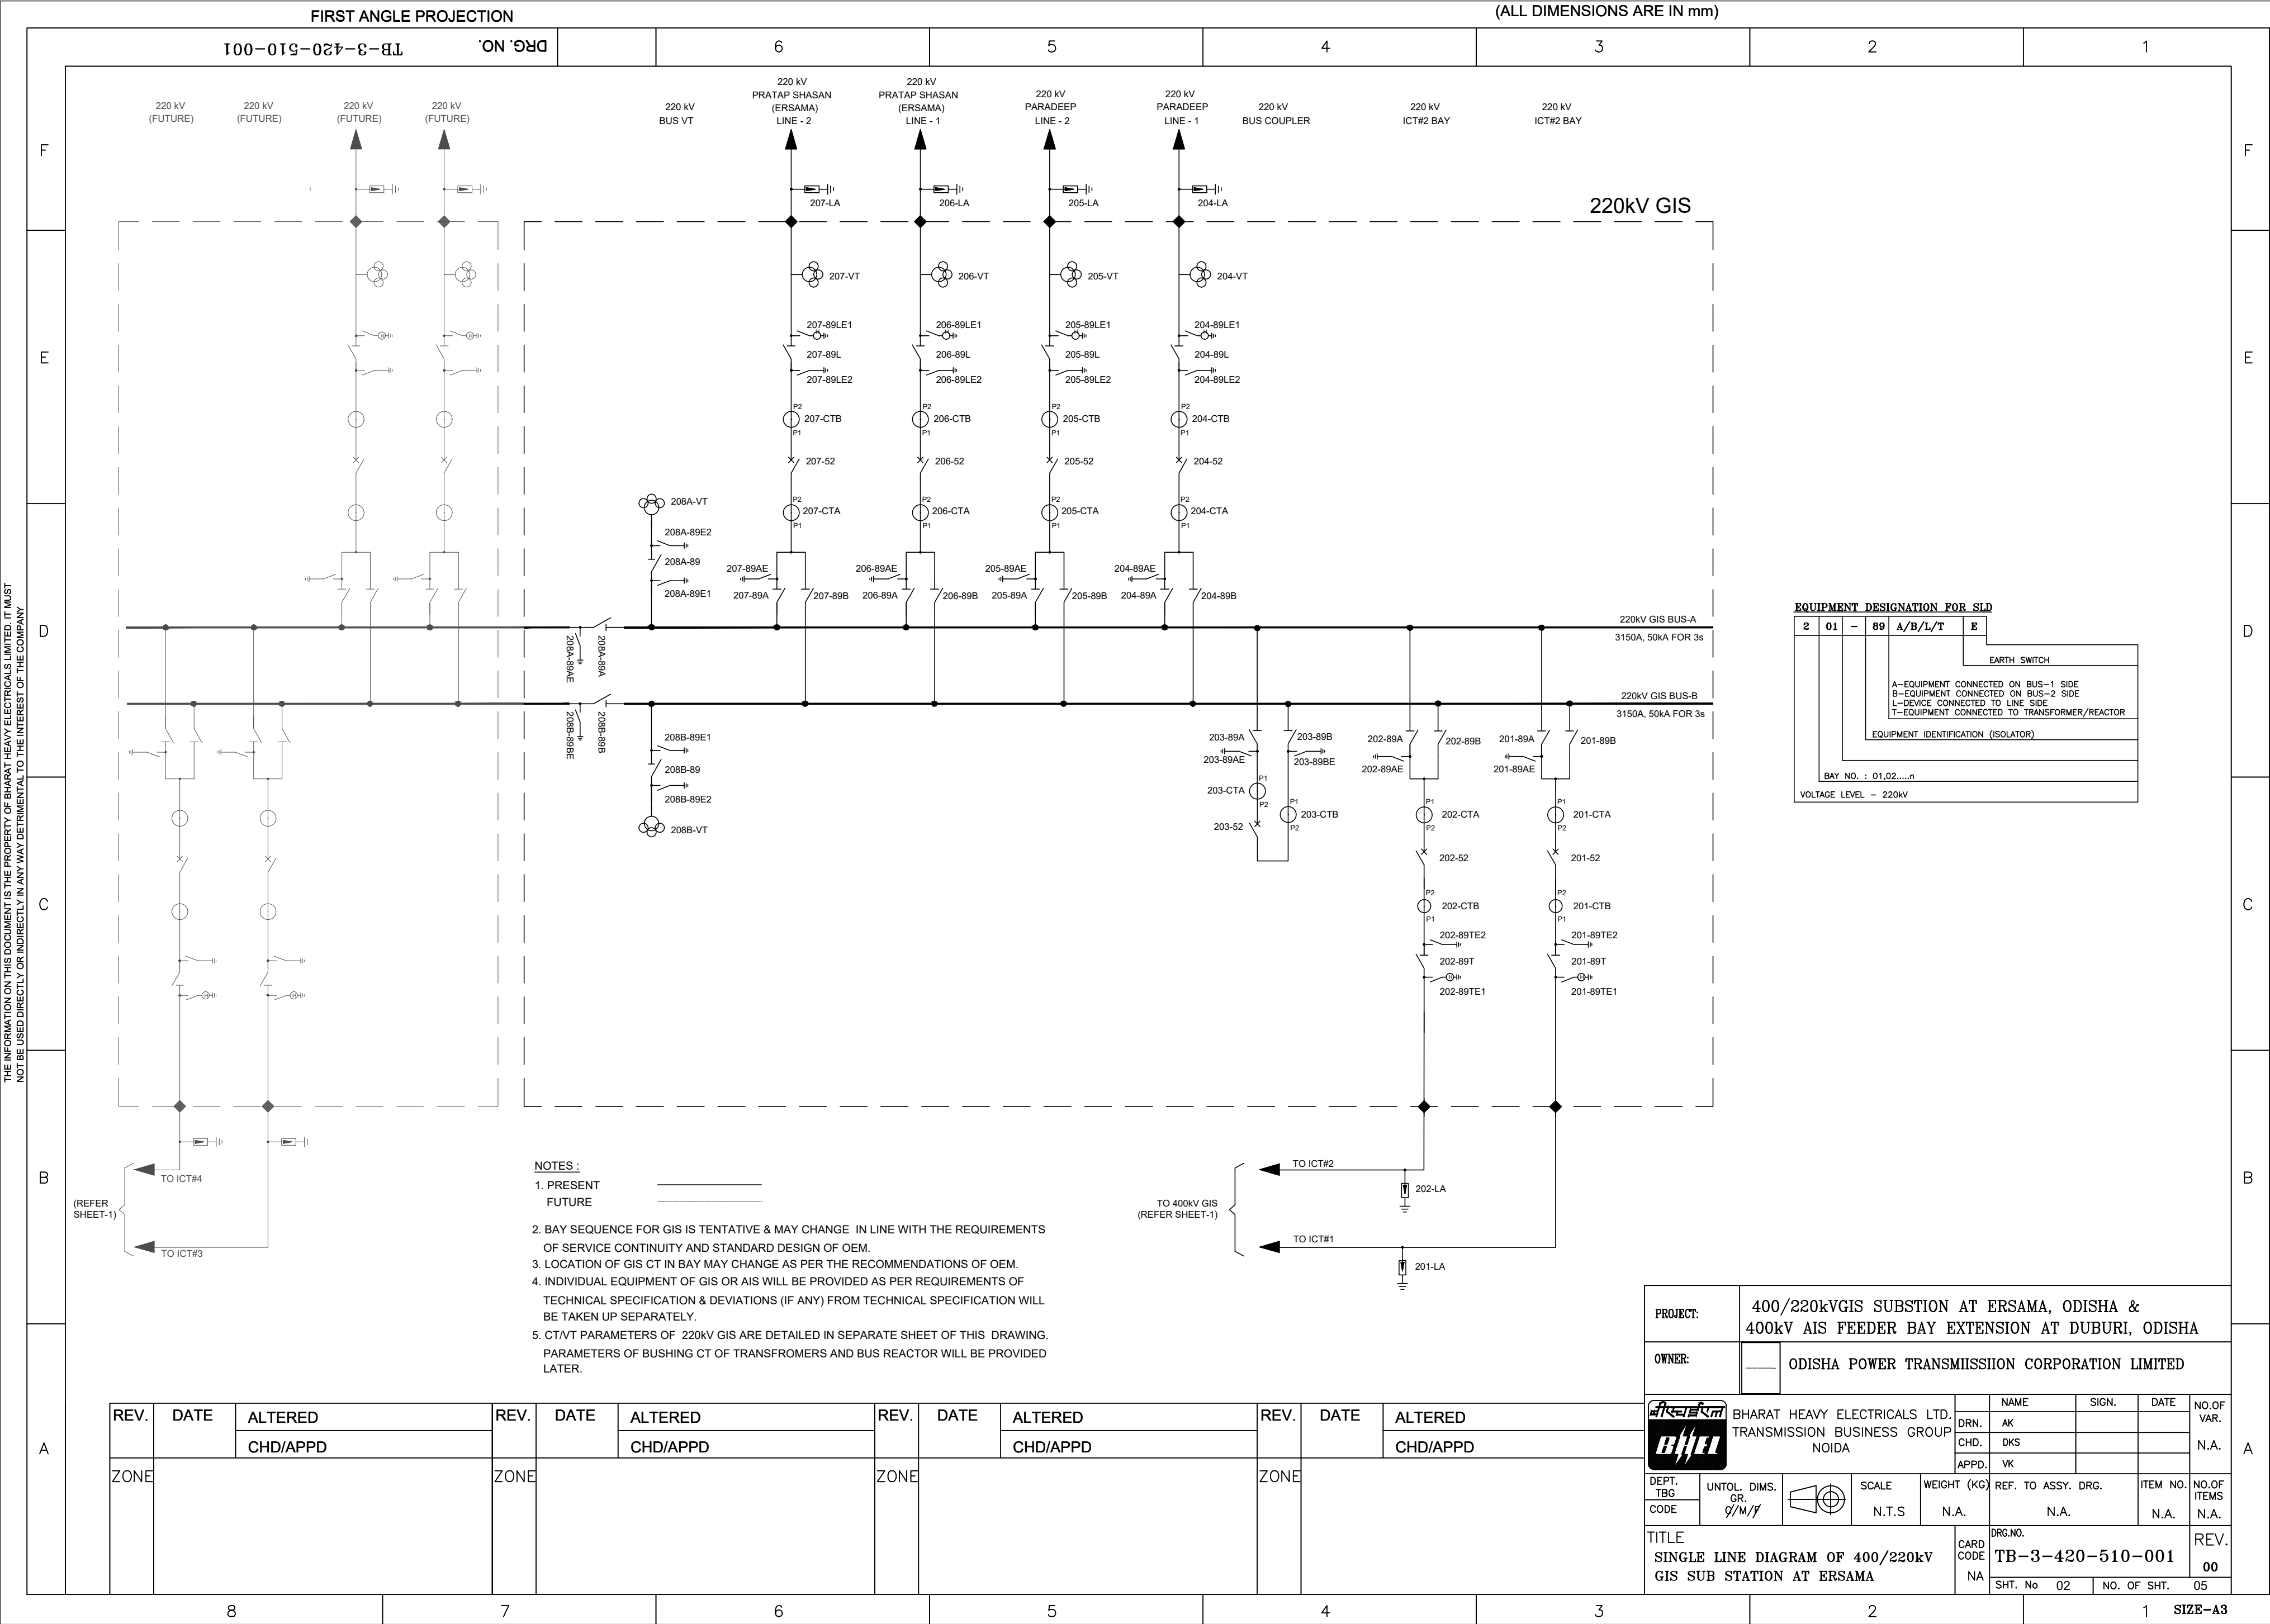 FIRST ANGLE PROJECTION
(ALL DIMENSIONS ARE IN mm)
TB-3-420-510-001
DRG. NO.
6
5
4
3
2
1
220 kV
(FUTURE)
220 kV
(FUTURE)
220 kV
(FUTURE)
220 kV
(FUTURE)
220 kV
BUS VT
220 kV
PRATAP SHASAN
(ERSAMA)
LINE - 2
220 kV
PRATAP SHASAN
(ERSAMA)
LINE - 1
220 kV
PARADEEP
LINE - 2
220 kV
PARADEEP
LINE - 1
220 kV
BUS COUPLER
220 kV
ICT#2 BAY
220 kV
ICT#2 BAY
F
F
207-LA
206-LA
205-LA
204-LA
220kV GIS
207-VT
206-VT
205-VT
204-VT
207-89LE1
206-89LE1
205-89LE1
204-89LE1
E
E
207-89L
206-89L
205-89L
204-89L
207-89LE2
206-89LE2
205-89LE2
204-89LE2
P2
P2
P2
P2
207-CTB
206-CTB
205-CTB
204-CTB
P1
P1
P1
P1
207-52
206-52
205-52
204-52
208A-VT
P2
P2
P2
P2
207-CTA
206-CTA
205-CTA
204-CTA
P1
P1
P1
P1
208A-89E2
208A-89
208A-89E1
207-89AE
206-89AE
205-89AE
204-89AE
207-89A
207-89B
206-89A
206-89B
205-89A
205-89B
204-89A
204-89B
D
D
220kV GIS BUS-A
3150A, 50kA FOR 3s
208A-89AE
208A-89A
220kV GIS BUS-B
3150A, 50kA FOR 3s
208B-89BE
208B-89B
EQUIPMENT DESIGNATION FOR SLD
2 01 - 89 A/B/L/T E
EARTH SWITCH
A-EQUIPMENT CONNECTED ON BUS-1 SIDE
B-EQUIPMENT CONNECTED ON BUS-2 SIDE
L-DEVICE CONNECTED TO LINE SIDE
T-EQUIPMENT CONNECTED TO TRANSFORMER/REACTOR
EQUIPMENT IDENTIFICATION (ISOLATOR)
BAY NO. : 01,02.....n
VOLTAGE LEVEL - 220kV
208B-89E1
208B-89
208B-89E2
208B-VT
203-89A
203-89B
203-89AE
203-89BE
P1
203-CTA
P2
P1
203-CTB
P2
203-52
202-89A
202-89B
202-89AE
201-89A
201-89B
201-89AE
P1
202-CTA
P2
P1
201-CTA
P2
202-52
201-52
C
C
P2
202-CTB
P1
P2
201-CTB
P1
202-89TE2
201-89TE2
202-89T
201-89T
202-89TE1
201-89TE1
THE INFORMATION ON THIS DOCUMENT IS THE PROPERTY OF BHARAT HEAVY ELECTRICALS LIMITED. IT MUST
NOT BE USED DIRECTLY OR INDIRECTLY IN ANY WAY DETRIMENTAL TO THE INTEREST OF THE COMPANY
B
B
TO ICT#4
(REFER
SHEET-1)
TO ICT#3
TO ICT#2
202-LA
TO 400kV GIS
(REFER SHEET-1)
TO ICT#1
201-LA
NOTES :
1. PRESENT
FUTURE
2. BAY SEQUENCE FOR GIS IS TENTATIVE & MAY CHANGE IN LINE WITH THE REQUIREMENTS
OF SERVICE CONTINUITY AND STANDARD DESIGN OF OEM.
3. LOCATION OF GIS CT IN BAY MAY CHANGE AS PER THE RECOMMENDATIONS OF OEM.
4. INDIVIDUAL EQUIPMENT OF GIS OR AIS WILL BE PROVIDED AS PER REQUIREMENTS OF
TECHNICAL SPECIFICATION & DEVIATIONS (IF ANY) FROM TECHNICAL SPECIFICATION WILL
BE TAKEN UP SEPARATELY.
5. CT/VT PARAMETERS OF 220kV GIS ARE DETAILED IN SEPARATE SHEET OF THIS DRAWING.
PARAMETERS OF BUSHING CT OF TRANSFROMERS AND BUS REACTOR WILL BE PROVIDED
LATER.
PROJECT:
400/220kVGIS SUBSTION AT ERSAMA, ODISHA &
400kV AIS FEEDER BAY EXTENSION AT DUBURI, ODISHA
OWNER:
ODISHA POWER TRANSMIISSIION CORPORATION LIMITED
A
A
REV. DATE ALTERED
CHD/APPD
ZONE
REV. DATE ALTERED
CHD/APPD
ZONE
REV. DATE ALTERED
CHD/APPD
ZONE
REV. DATE ALTERED
CHD/APPD
ZONE
बीएचईएल
BHEL
BHARAT HEAVY ELECTRICALS LTD.
TRANSMISSION BUSINESS GROUP
NOIDA
NAME SIGN. DATE
DRN. AK
CHD. DKS
APPD. VK
NO.OF
VAR.
N.A.
DEPT.
TBG
CODE
UNTOL. DIMS.
GR.
C/M/F
SCALE
N.T.S
WEIGHT (KG)
N.A.
REF. TO ASSY. DRG.
N.A.
ITEM NO.
N.A.
NO.OF
ITEMS
N.A.
TITLE
SINGLE LINE DIAGRAM OF 400/220kV
GIS SUB STATION AT ERSAMA
CARD
CODE
NA
DRG.NO.
TB-3-420-510-001
REV.
00
SHT. No 02
NO. OF SHT. 05
8
7
6
5
4
3
2
1
SIZE-A3